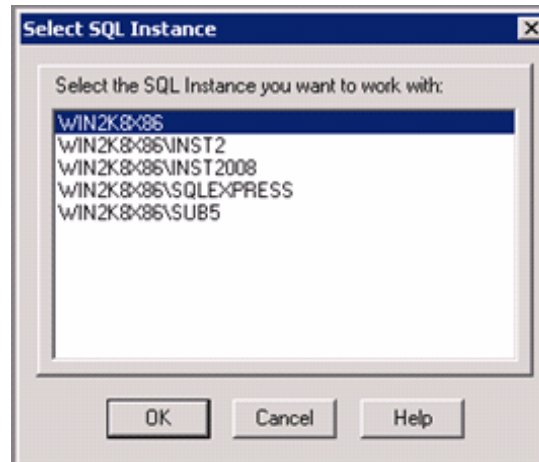 Select SQL Instance
Select the SQL Instance you want to work with:
WIN2K8X86
WIN2K8X86\INST2
WIN2K8X86\INST2008
WIN2K8X86\SQLEXPRESS
WIN2K8X86\SUB5
OK Cancel Help